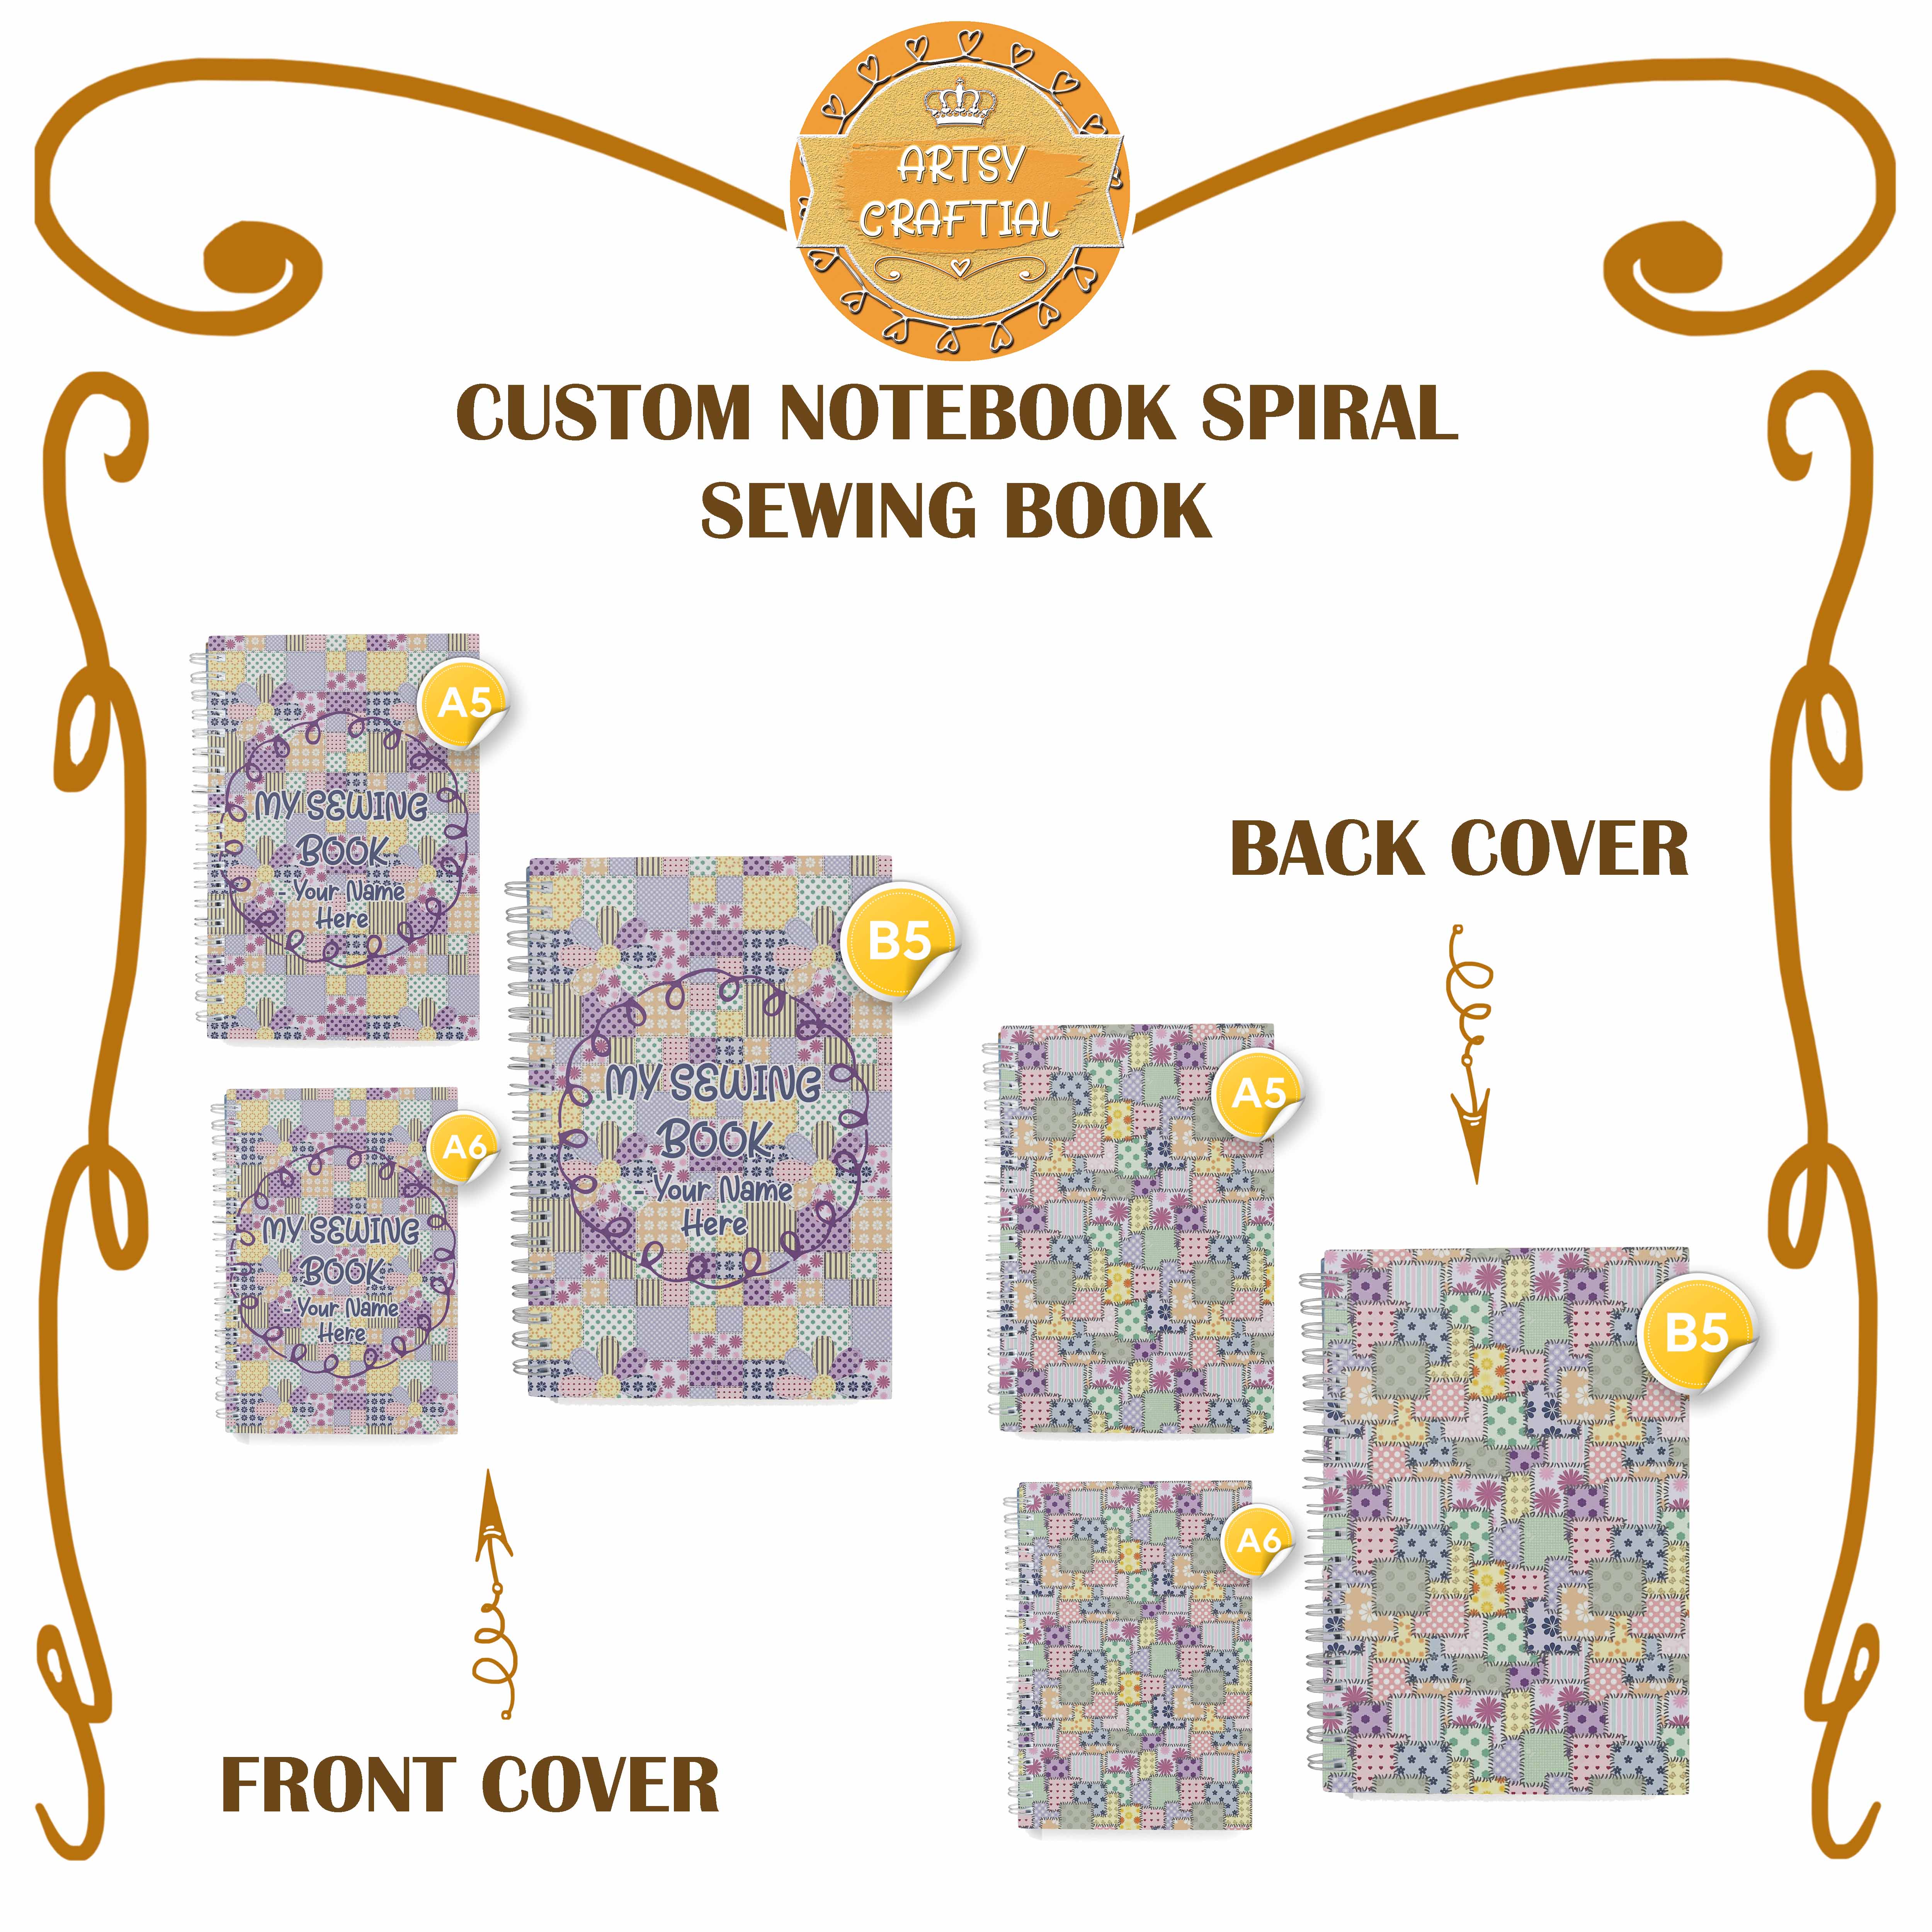 ARTSY
CRAFTIAL
CUSTOM NOTEBOOK SPIRAL
SEWING BOOK
A5
MY SEWING
BOOK
- Your Name
Here
B5
MY SEWING
BOOK
- Your Name
Here
A6
MY SEWING
BOOK
- Your Name
Here
FRONT COVER
BACK COVER
A5
B5
A6